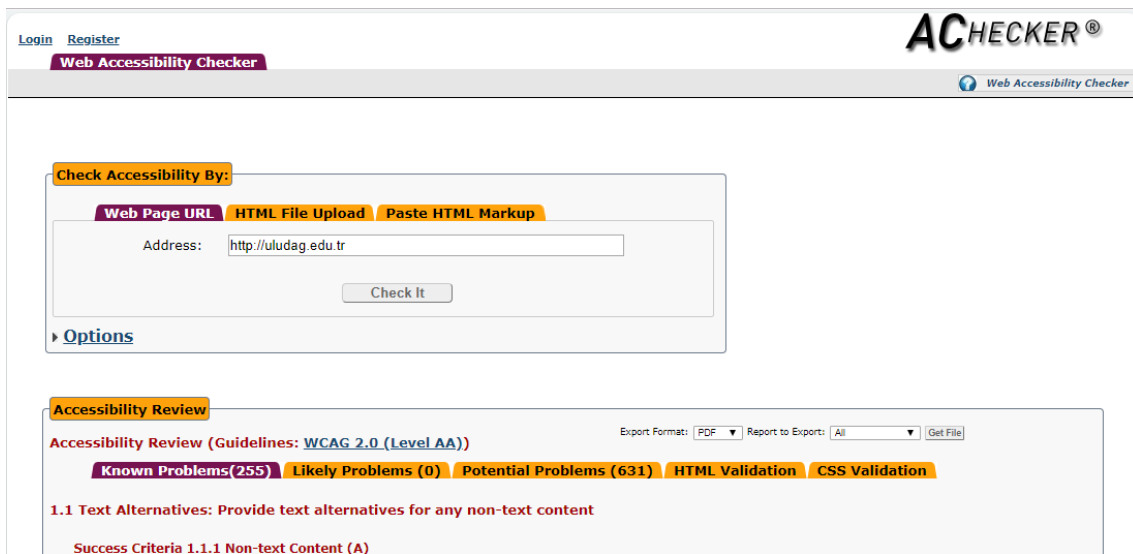 Login Register
ACHECKER ®
Web Accessibility Checker
Web Accessibility Checker
Check Accessibility By:
Web Page URL HTML File Upload Paste HTML Markup
Address: http://uludag.edu.tr
Check It
Options
Accessibility Review
Export Format: PDF Report to Export: All Get File
Accessibility Review (Guidelines: WCAG 2.0 (Level AA))
Known Problems(255) Likely Problems (0) Potential Problems (631) HTML Validation CSS Validation
1.1 Text Alternatives: Provide text alternatives for any non-text content
Success Criteria 1.1.1 Non-text Content (A)